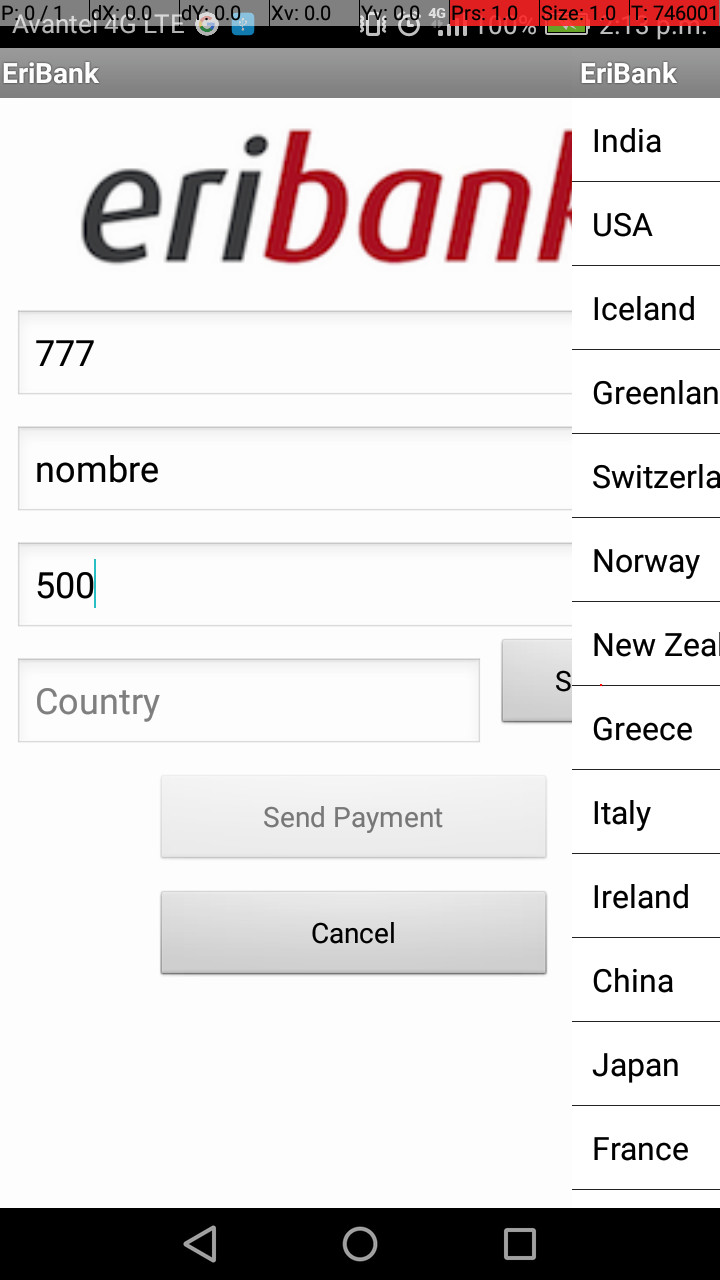 P: 0 / 1 dX: 0.0 dY: 0.0 Xv: 0.0 Yv: 0.0 Prs: 1.0 Size: 1.0 T: 746001
Avantel 4G LTE 4G 100% 2:13 p.m.
EriBank
eribank
777
nombre
500
Country
S
Send Payment
Cancel
EriBank
India
USA
Iceland
Greenlan
Switzerla
Norway
New Zeal
Greece
Italy
Ireland
China
Japan
France